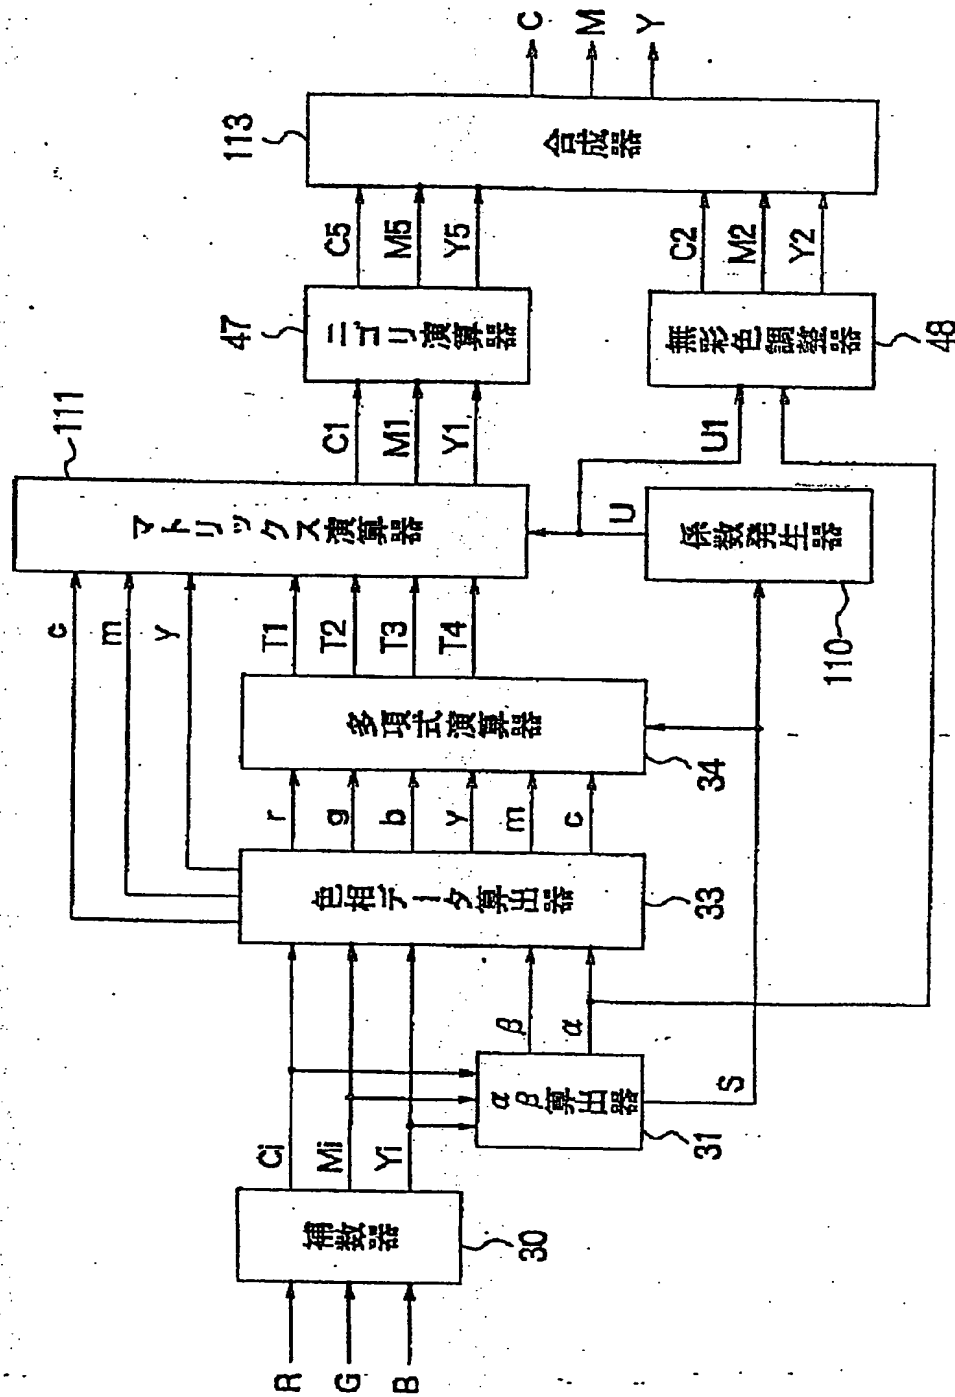 R
G
B
補数器
30
Ci
Mi
Yi
αβ算出器
31
β
α
S
色相データ算出器
33
r
g
b
y
m
c
多項式演算器
34
c
m
y
T1
T2
T3
T4
マトリックス演算器
111
係数発生器
110
U
U1
C1
M1
Y1
ニゴリ演算器
47
無彩色調整器
48
C5
M5
Y5
C2
M2
Y2
合成器
113
C
M
Y